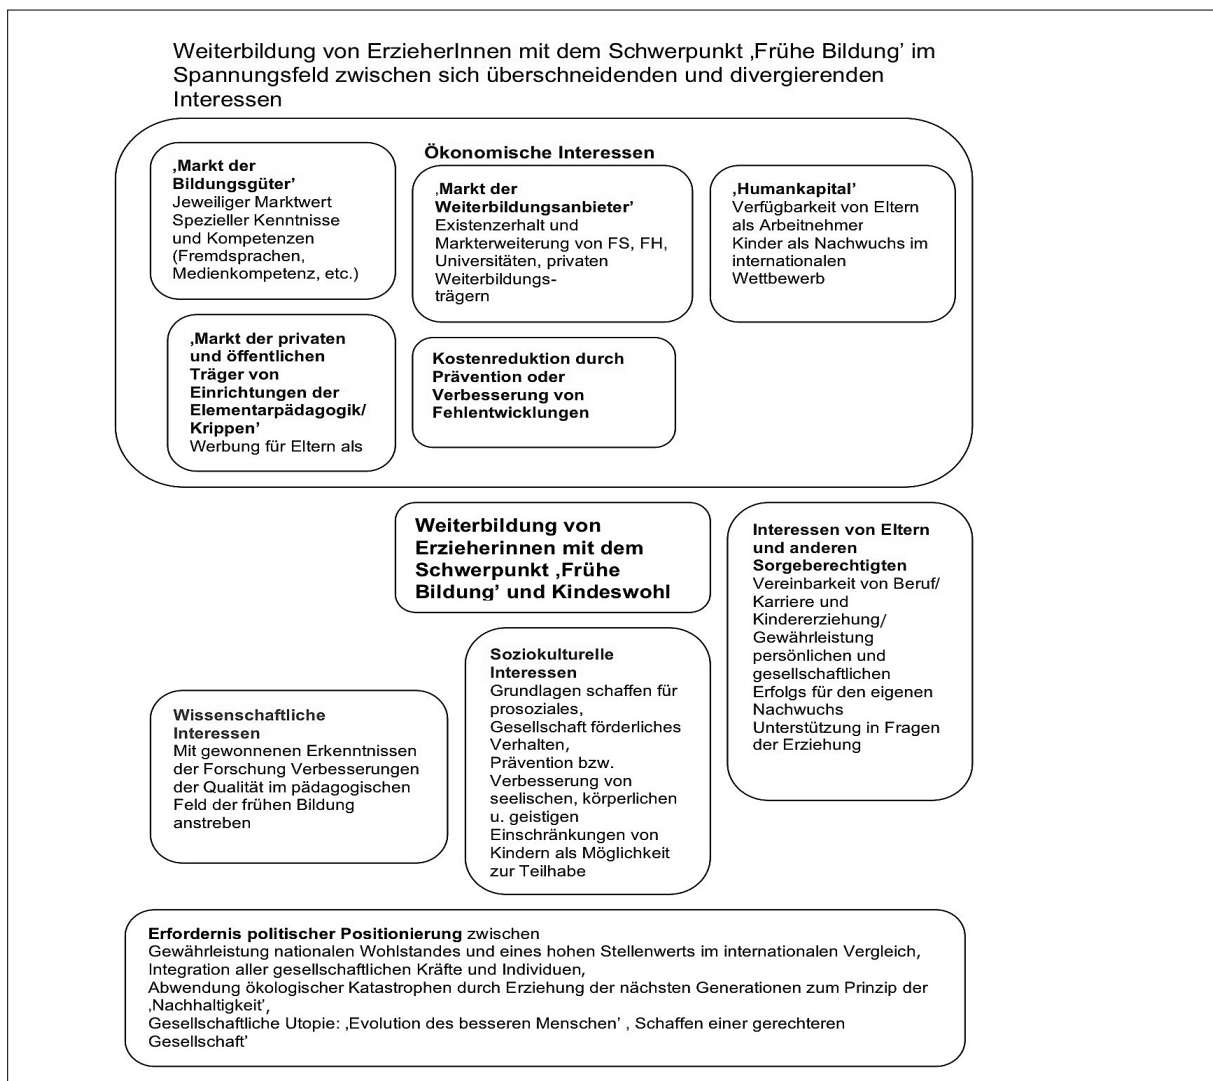 Weiterbildung von ErzieherInnen mit dem Schwerpunkt ‚Frühe Bildung’ im
Spannungsfeld zwischen sich überschneidenden und divergierenden
Interessen
‚Markt der
Bildungsgüter’
Jeweiliger Marktwert
Spezieller Kenntnisse
und Kompetenzen
(Fremdsprachen,
Medienkompetenz, etc.)
Ökonomische Interessen
‚Markt der
Weiterbildungsanbieter’
Existenzerhalt und
Markterweiterung von FS, FH,
Universitäten, privaten
Weiterbildungs-
trägern
‚Humankapital’
Verfügbarkeit von Eltern
als Arbeitnehmer
Kinder als Nachwuchs im
internationalen
Wettbewerb
‚Markt der privaten
und öffentlichen
Träger von
Einrichtungen der
Elementarpädagogik/
Krippen’
Werbung für Eltern als
Kostenreduktion durch
Prävention oder
Verbesserung von
Fehlentwicklungen
Weiterbildung von
Erzieherinnen mit dem
Schwerpunkt ‚Frühe
Bildung’ und Kindeswohl
Interessen von Eltern
und anderen
Sorgeberechtigten
Vereinbarkeit von Beruf/
Karriere und
Kindererziehung/
Gewährleistung
persönlichen und
gesellschaftlichen
Erfolgs für den eigenen
Nachwuchs
Unterstützung in Fragen
der Erziehung
Soziokulturelle
Interessen
Grundlagen schaffen für
prosoziales,
Gesellschaft förderliches
Verhalten,
Prävention bzw.
Verbesserung von
seelischen, körperlichen
u. geistigen
Einschränkungen von
Kindern als Möglichkeit
zur Teilhabe
Wissenschaftliche
Interessen
Mit gewonnenen Erkenntnissen
der Forschung Verbesserungen
der Qualität im pädagogischen
Feld der frühen Bildung
anstreben
Erfordernis politischer Positionierung zwischen
Gewährleistung nationalen Wohlstandes und eines hohen Stellenwerts im internationalen Vergleich,
Integration aller gesellschaftlichen Kräfte und Individuen,
Abwendung ökologischer Katastrophen durch Erziehung der nächsten Generationen zum Prinzip der
‚Nachhaltigkeit’,
Gesellschaftliche Utopie: ‚Evolution des besseren Menschen’ , Schaffen einer gerechteren
Gesellschaft’